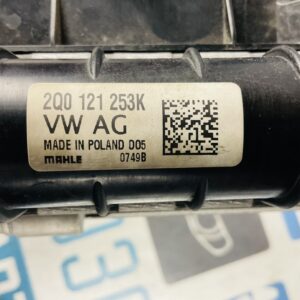 2Q0 121 253K
VW AG
MADE IN POLAND D05
MAHLE 0749B